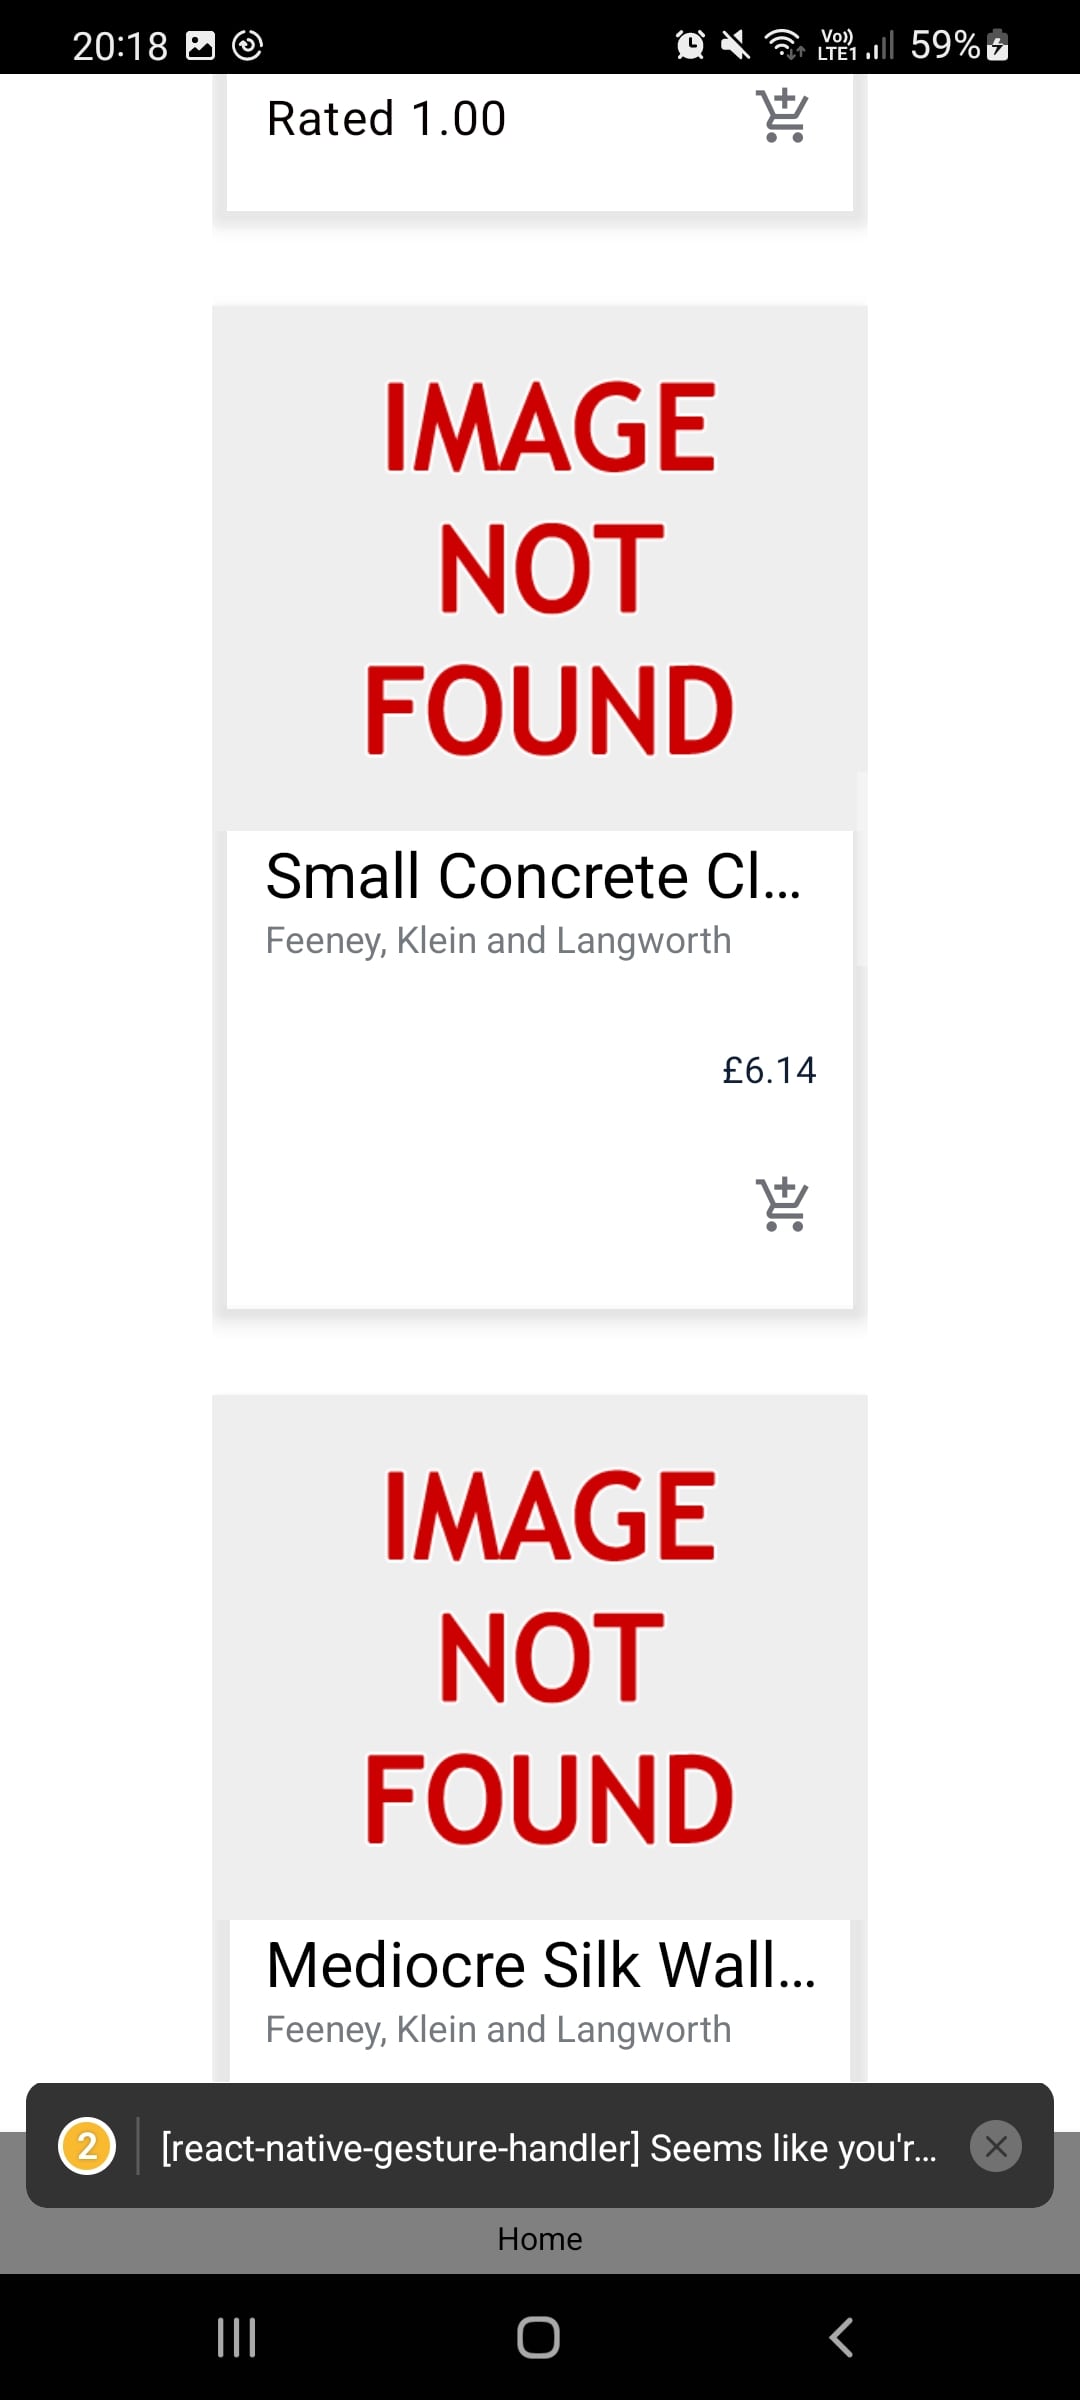 20:18
Vo)) LTE1 59%
Rated 1.00
IMAGE
NOT
FOUND
Small Concrete Cl...
Feeney, Klein and Langworth
£6.14
IMAGE
NOT
FOUND
Mediocre Silk Wall...
Feeney, Klein and Langworth
2 [react-native-gesture-handler] Seems like you'r...
Home